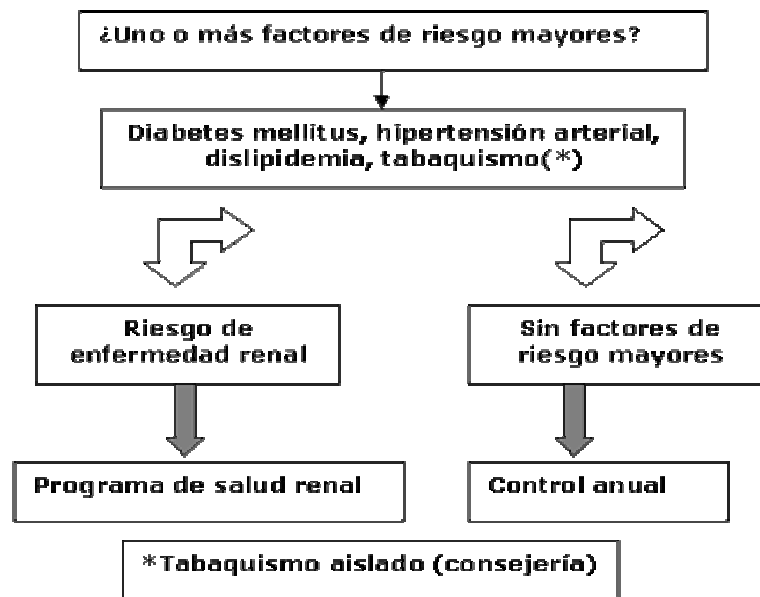 ¿Uno o más factores de riesgo mayores?
Diabetes mellitus, hipertensión arterial,
dislipidemia, tabaquismo(*)
Riesgo de
enfermedad renal
Sin factores de
riesgo mayores
Programa de salud renal
Control anual
*Tabaquismo aislado (consejería)